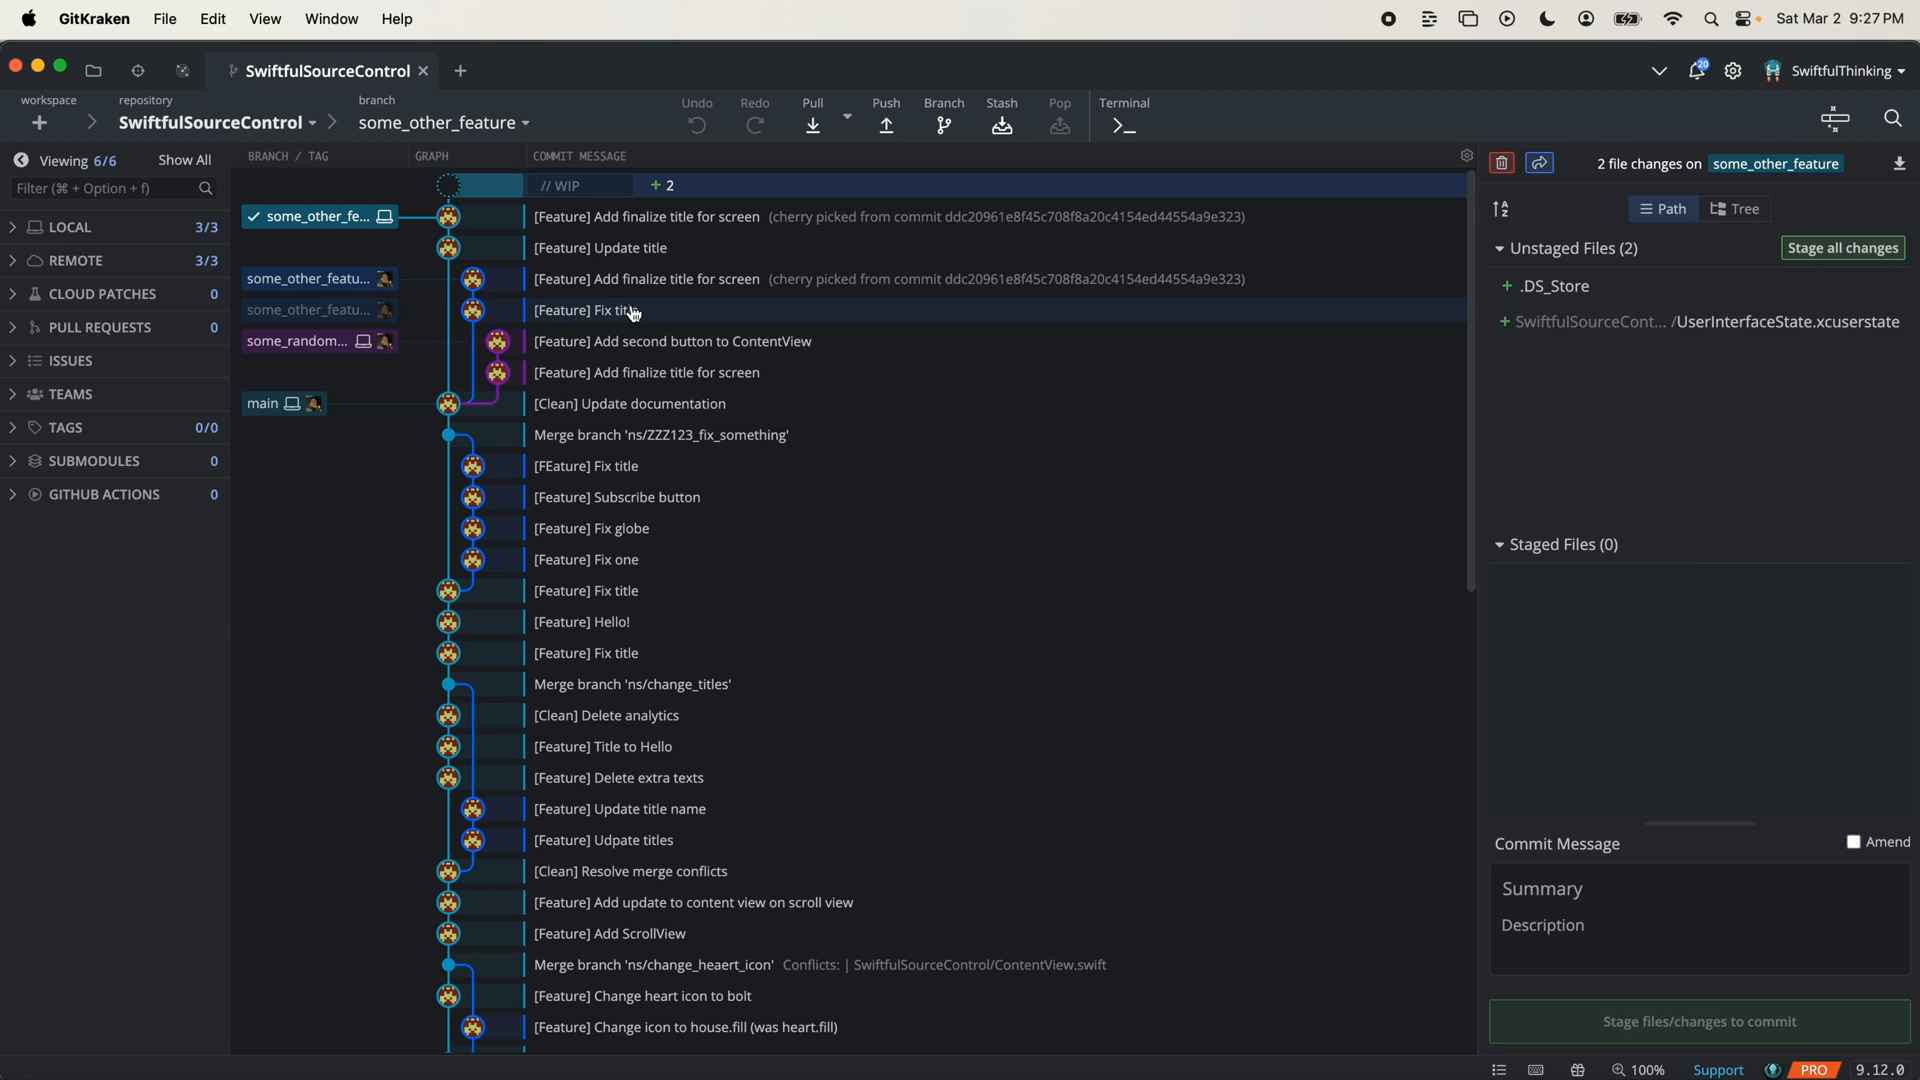 GitKraken File Edit View Window Help Sat Mar 2 9:27 PM
SwiftfulSourceControl 20 SwiftfulThinking
workspace repository branch Undo Redo Pull Push Branch Stash Pop Terminal
SwiftfulSourceControl some_other_feature
Viewing 6/6 Show All
Filter (⌘ + Option + f)
LOCAL 3/3
REMOTE 3/3
CLOUD PATCHES 0
PULL REQUESTS 0
ISSUES
TEAMS
TAGS 0/0
SUBMODULES 0
GITHUB ACTIONS 0
BRANCH / TAG GRAPH COMMIT MESSAGE
// WIP + 2
some_other_fe... [Feature] Add finalize title for screen (cherry picked from commit ddc20961e8f45c708f8a20c4154ed44554a9e323)
[Feature] Update title
some_other_featu... [Feature] Add finalize title for screen (cherry picked from commit ddc20961e8f45c708f8a20c4154ed44554a9e323)
some_other_featu... [Feature] Fix title
some_random... [Feature] Add second button to ContentView
[Feature] Add finalize title for screen
main [Clean] Update documentation
Merge branch 'ns/ZZZ123_fix_something'
[FEature] Fix title
[Feature] Subscribe button
[Feature] Fix globe
[Feature] Fix one
[Feature] Fix title
[Feature] Hello!
[Feature] Fix title
Merge branch 'ns/change_titles'
[Clean] Delete analytics
[Feature] Title to Hello
[Feature] Delete extra texts
[Feature] Update title name
[Feature] Udpate titles
[Clean] Resolve merge conflicts
[Feature] Add update to content view on scroll view
[Feature] Add ScrollView
Merge branch 'ns/change_heaert_icon' Conflicts: | SwiftfulSourceControl/ContentView.swift
[Feature] Change heart icon to bolt
[Feature] Change icon to house.fill (was heart.fill)
2 file changes on some_other_feature
Path Tree
Unstaged Files (2) Stage all changes
+ .DS_Store
+ SwiftfulSourceCont... /UserInterfaceState.xcuserstate
Staged Files (0)
Commit Message Amend
Summary
Description
Stage files/changes to commit
100% Support PRO 9.12.0